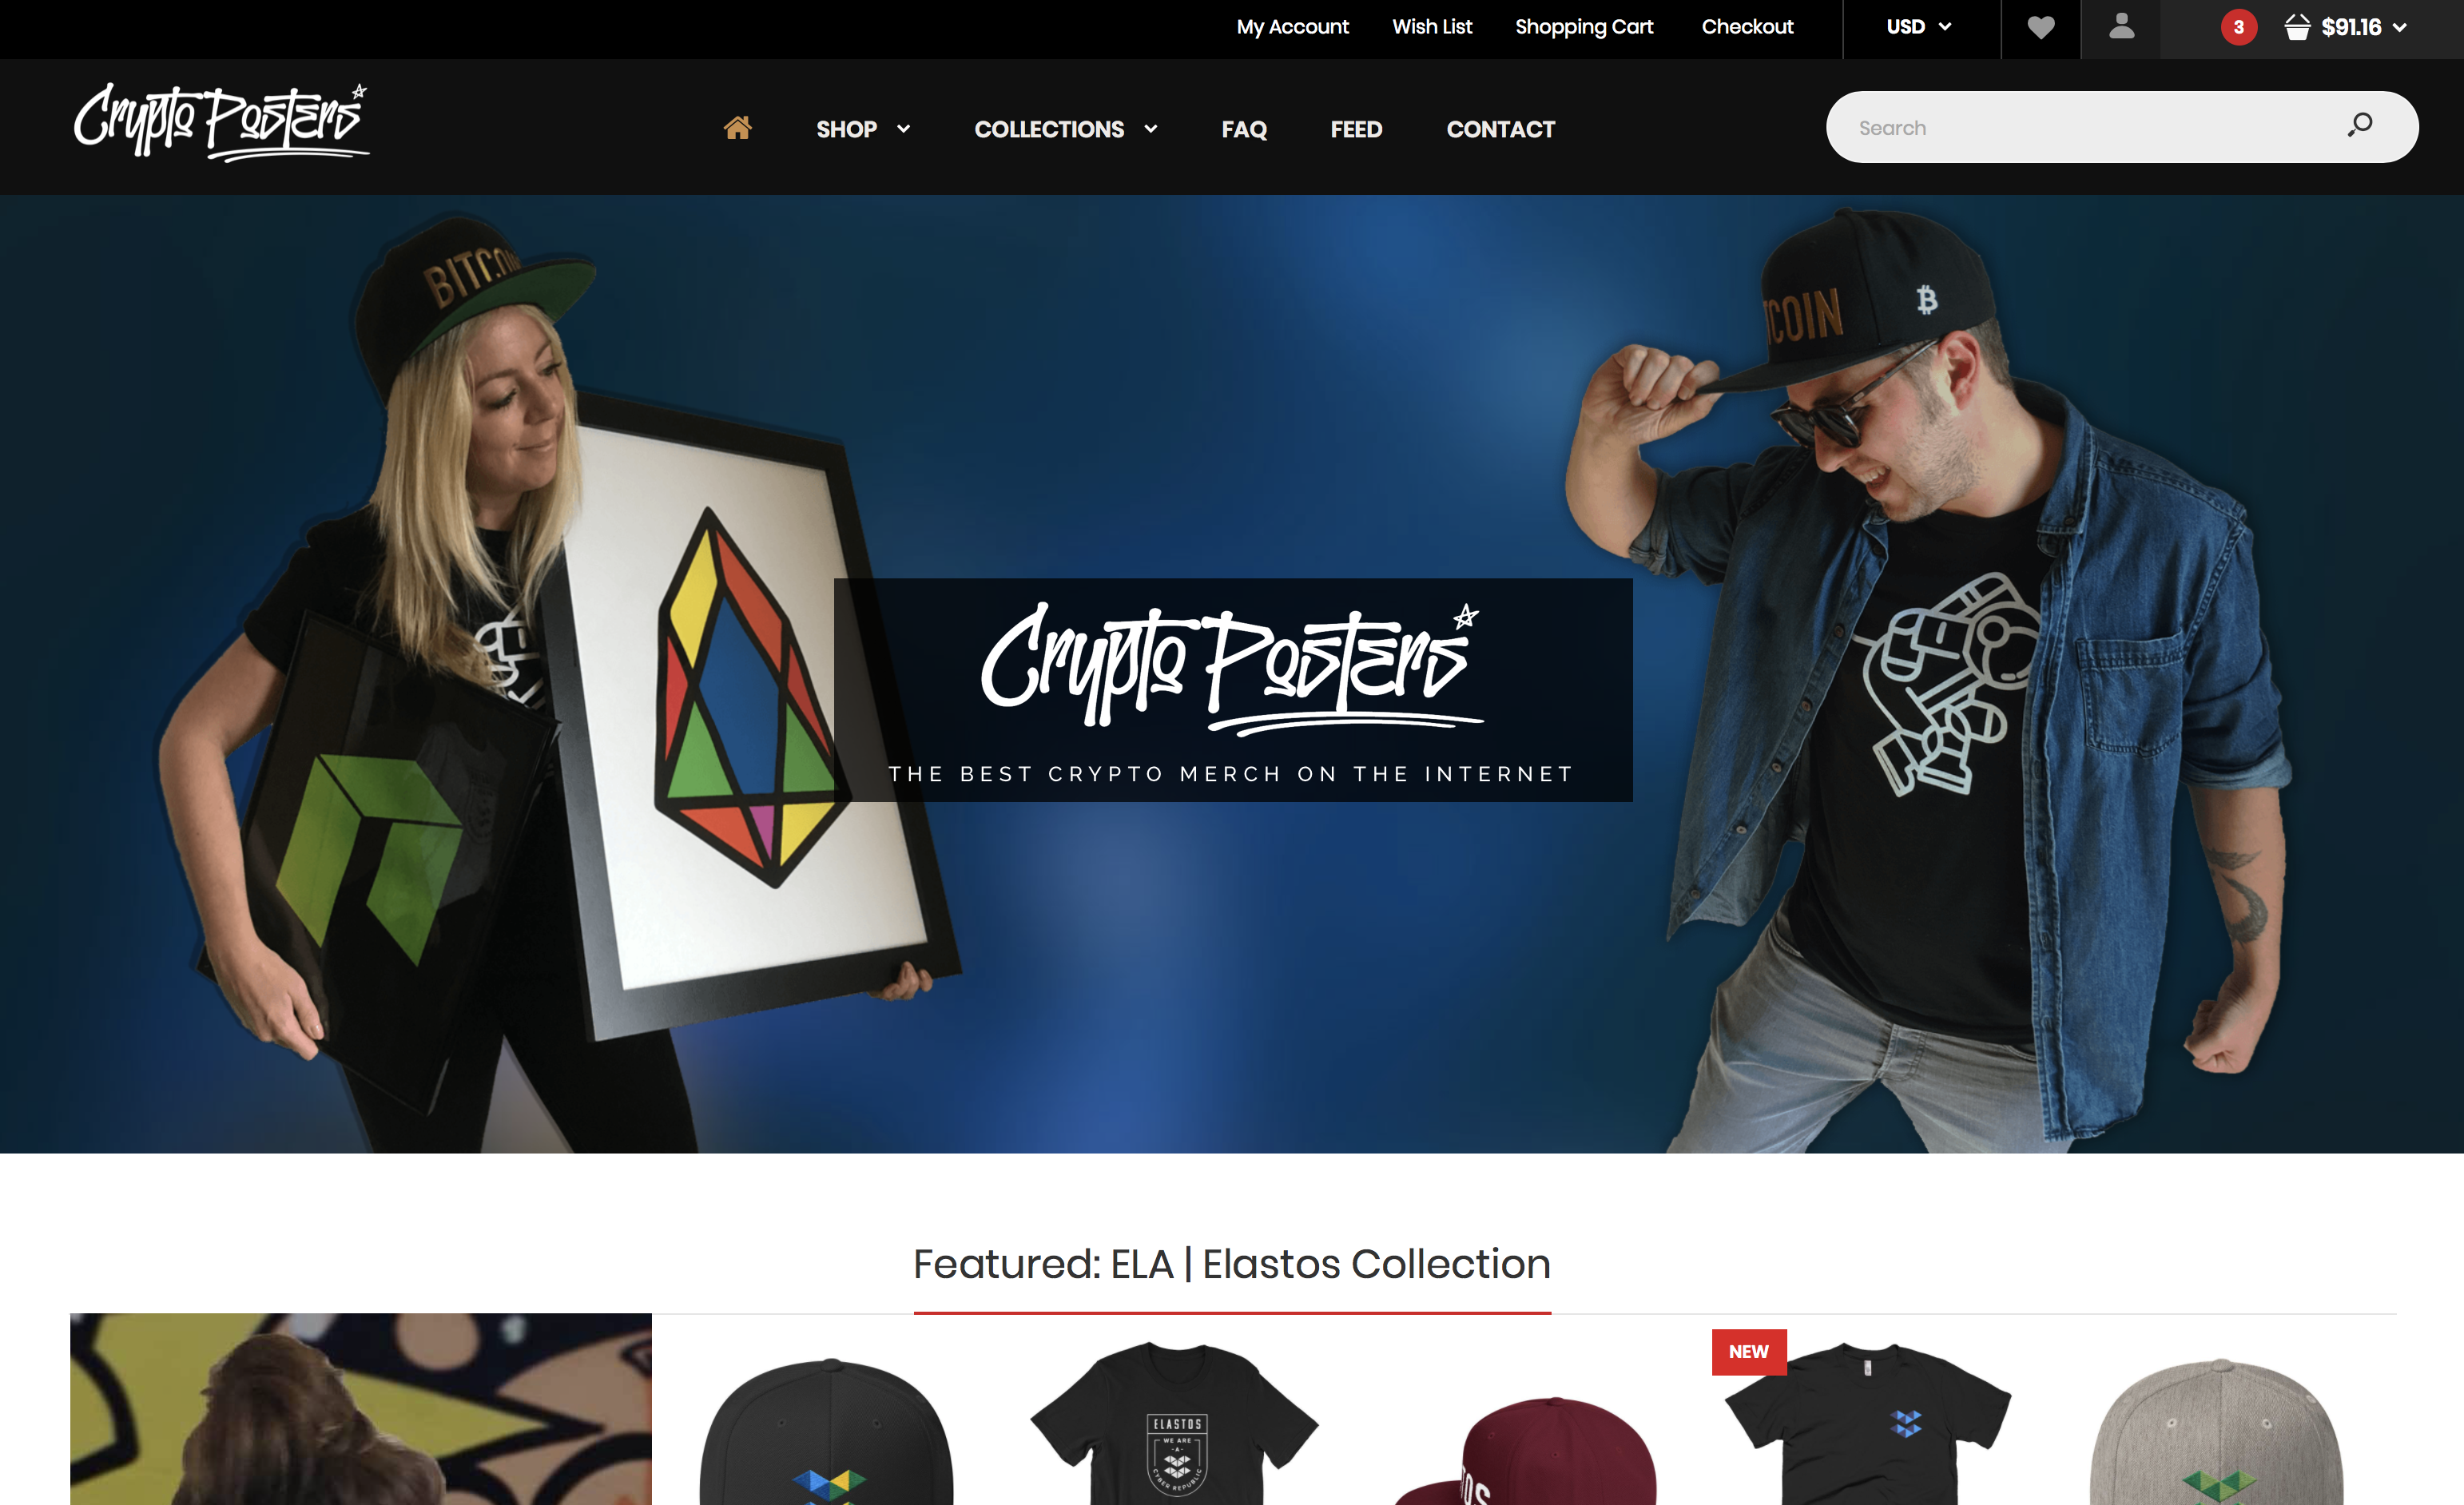 My Account Wish List Shopping Cart Checkout USD 3 $91.16
Crypto Posters
SHOP COLLECTIONS FAQ FEED CONTACT
Search
BITCOIN
TCOIN
Crypto Posters
THE BEST CRYPTO MERCH ON THE INTERNET
Featured: ELA | Elastos Collection
NEW
ELASTOS
WE ARE
A
CYBER REPUBLIC